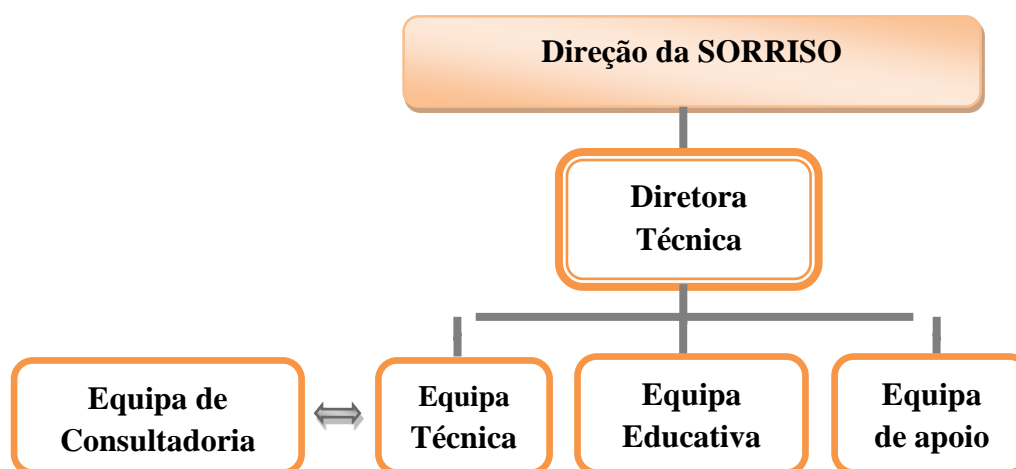 Direção da SORRISO
Diretora
Técnica
Equipa de
Consultadoria
Equipa
Técnica
Equipa
Educativa
Equipa
de apoio